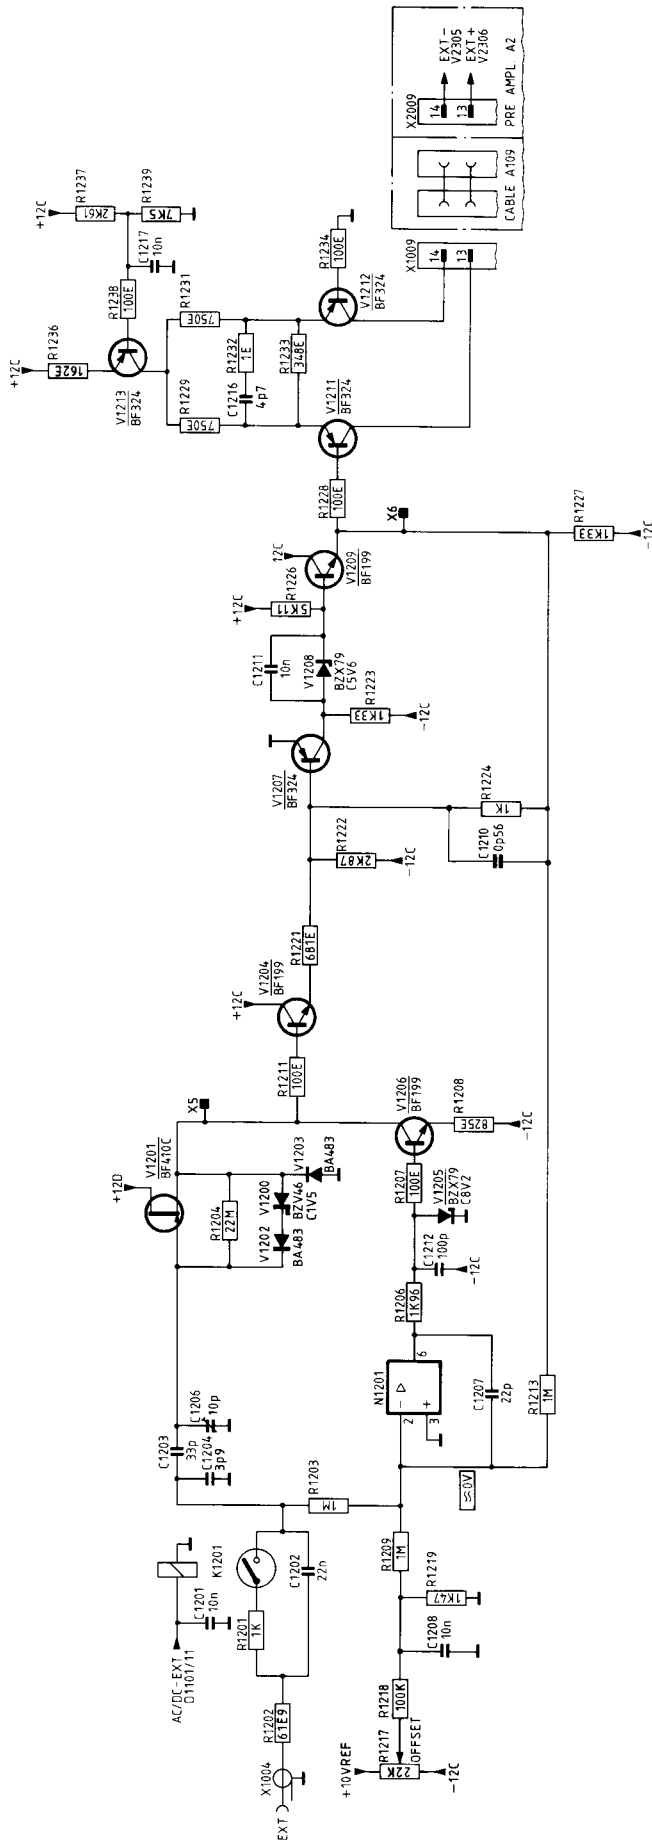 EXT -
V2305
EXT +
V2306
X2009
14
13
PRE AMPL. A2
CABLE A109
X1009
14
13
+12C
R1237
2K61
R1239
7K5
C1217
10n
R1238
100E
+12C
R1236
162E
V1213
BF324
R1231
750E
R1229
750E
R1232
1E
C1216
4p7
R1233
348E
R1234
100E
V1212
BF324
V1211
BF324
R1228
100E
X6
R1227
1K33
-12C
12C
V1209
BF199
R1226
5K11
+12C
C1211
10n
V1208
BZX79
C5V6
R1223
1K33
-12C
V1207
BF324
R1222
2K87
-12C
R1224
1K
C1210
0p56
R1221
681E
+12C
V1204
BF199
R1211
100E
X5
V1201
BF410C
+12D
R1204
22M
V1203
BA483
V1200
BZV46
C1V5
V1202
BA483
V1206
BF199
R1208
825E
-12C
R1207
100E
V1205
BZX79
C8V2
C1212
100p
-12C
R1206
1K96
N1201
6
2
3
-
+
C1207
22p
R1213
1M
≈0V
C1206
10p
C1203
33p
C1204
3p9
R1203
1M
AC/DC-EXT
D1101/11
C1201
10n
K1201
R1201
1K
C1202
22n
R1202
61E9
X1004
EXT
R1209
1M
R1219
1K47
C1208
10n
R1218
100K
R1217
22K
OFFSET
+10VREF
-12C